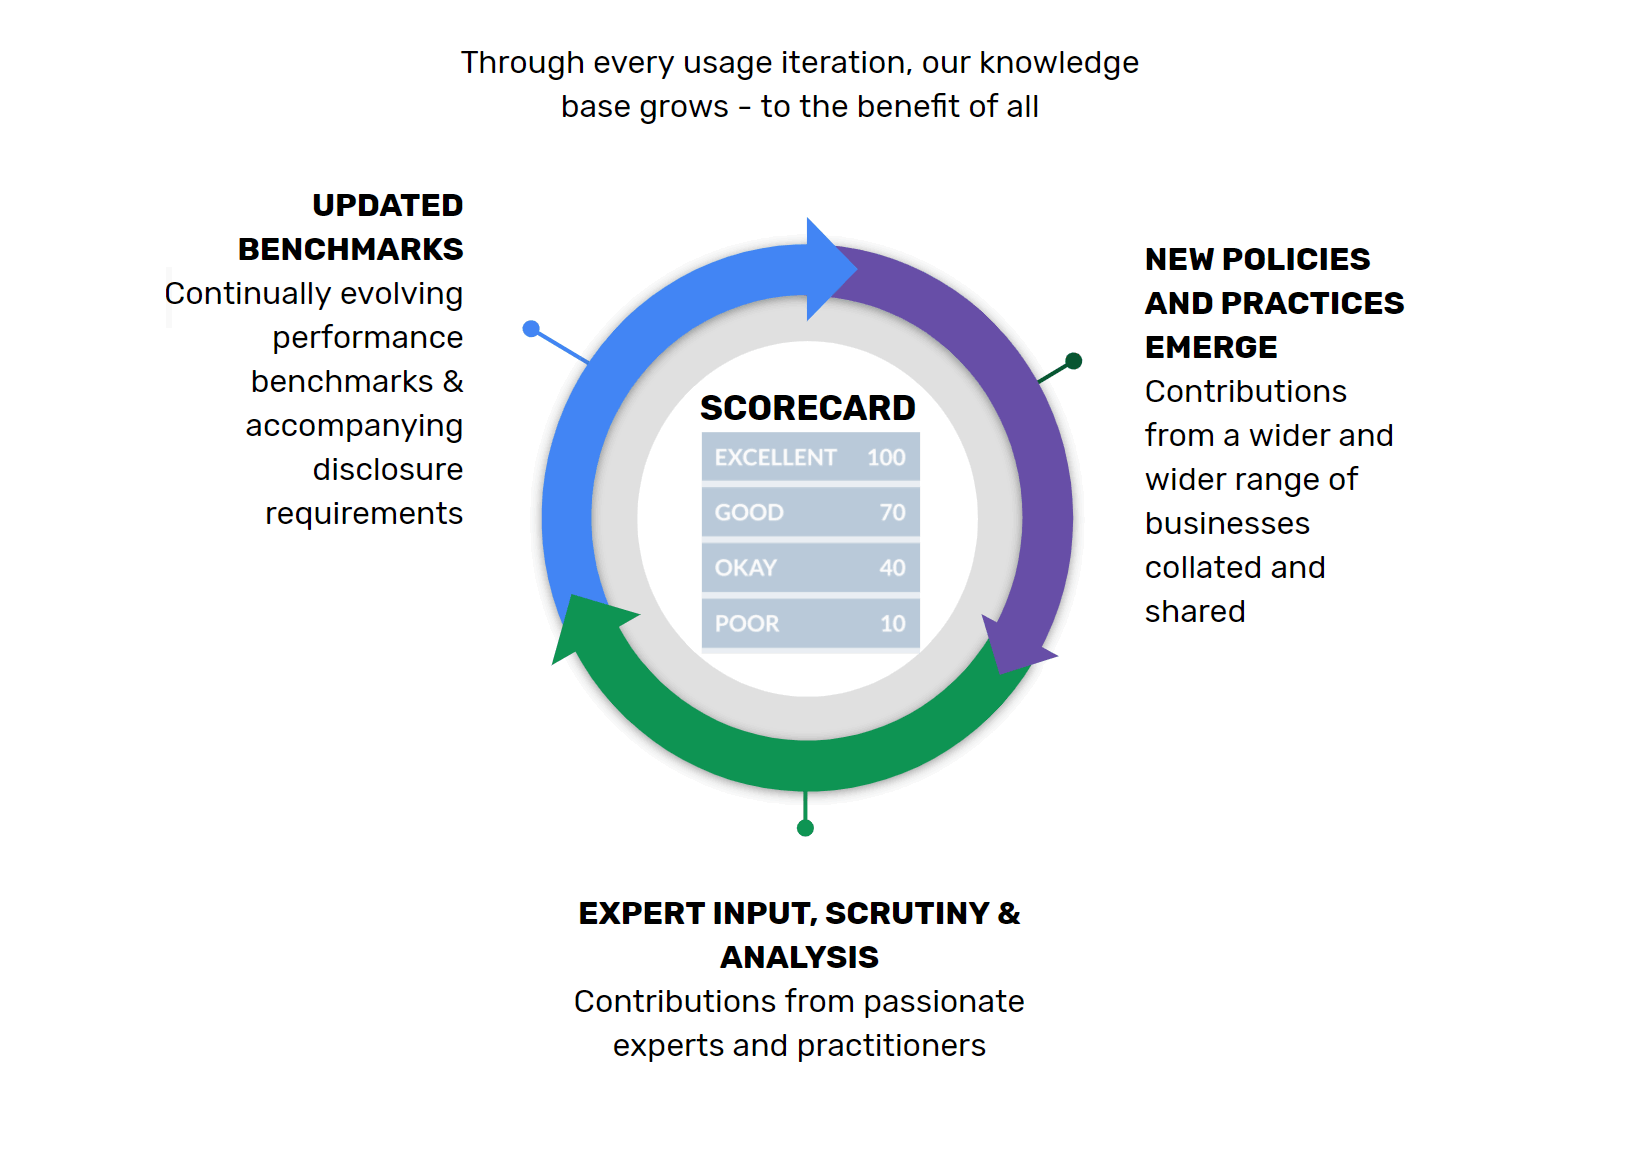 Through every usage iteration, our knowledge
base grows - to the benefit of all
UPDATED
BENCHMARKS
Continually evolving
performance
benchmarks &
accompanying
disclosure
requirements
NEW POLICIES
AND PRACTICES
EMERGE
Contributions
from a wider and
wider range of
businesses
collated and
shared
SCORECARD
EXCELLENT 100
GOOD 70
OKAY 40
POOR 10
EXPERT INPUT, SCRUTINY &
ANALYSIS
Contributions from passionate
experts and practitioners